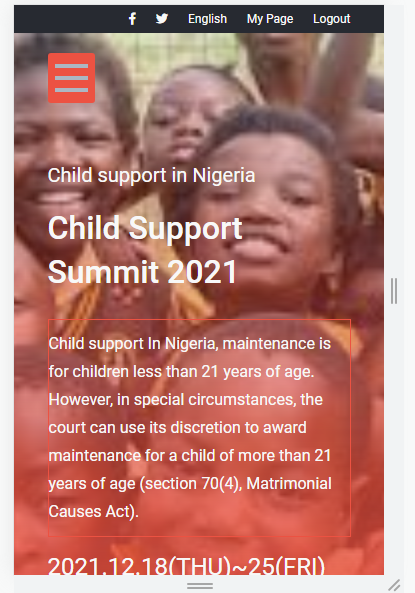 English My Page Logout
Child support in Nigeria
Child Support
Summit 2021
Child support In Nigeria, maintenance is
for children less than 21 years of age.
However, in special circumstances, the
court can use its discretion to award
maintenance for a child of more than 21
years of age (section 70(4), Matrimonial
Causes Act).
2021.12.18(THU)~25(FRI)